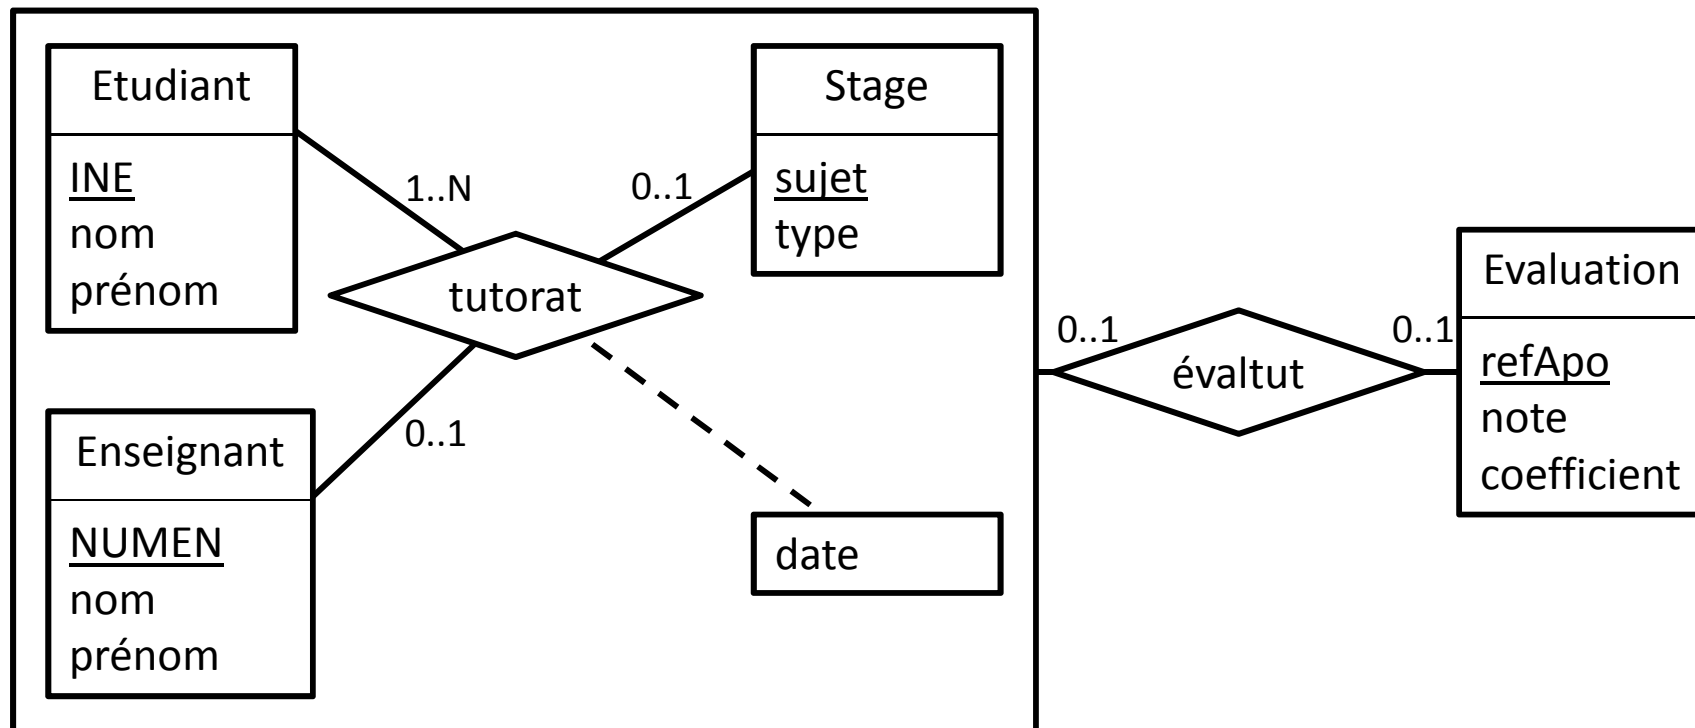 Etudiant
INE
nom
prénom
1..N
0..1
Stage
sujet
type
tutorat
Enseignant
NUMEN
nom
prénom
0..1
date
0..1
évaltut
0..1
Evaluation
refApo
note
coefficient